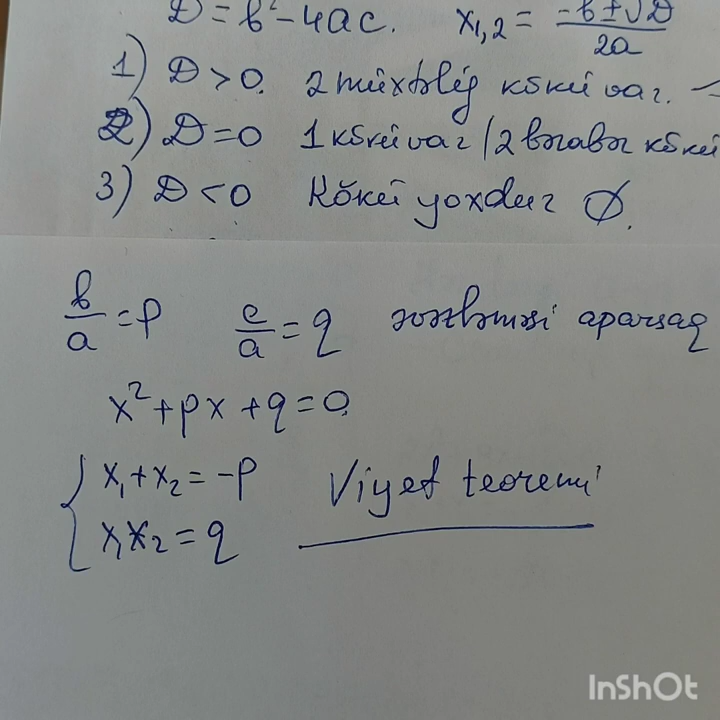 D = b² - 4ac. x₁,₂ = (-b ± √D) / 2a
1) D > 0. 2 müxtəlif kökü var.
2) D = 0 1 kökü var / 2 bərabər kökü
3) D < 0 Kökü yoxdur ∅.
b/a = p c/a = q əvəzləməsi aparsaq
x² + px + q = 0.
x₁ + x₂ = -p Viyet teoremi
x₁x₂ = q
InShOt